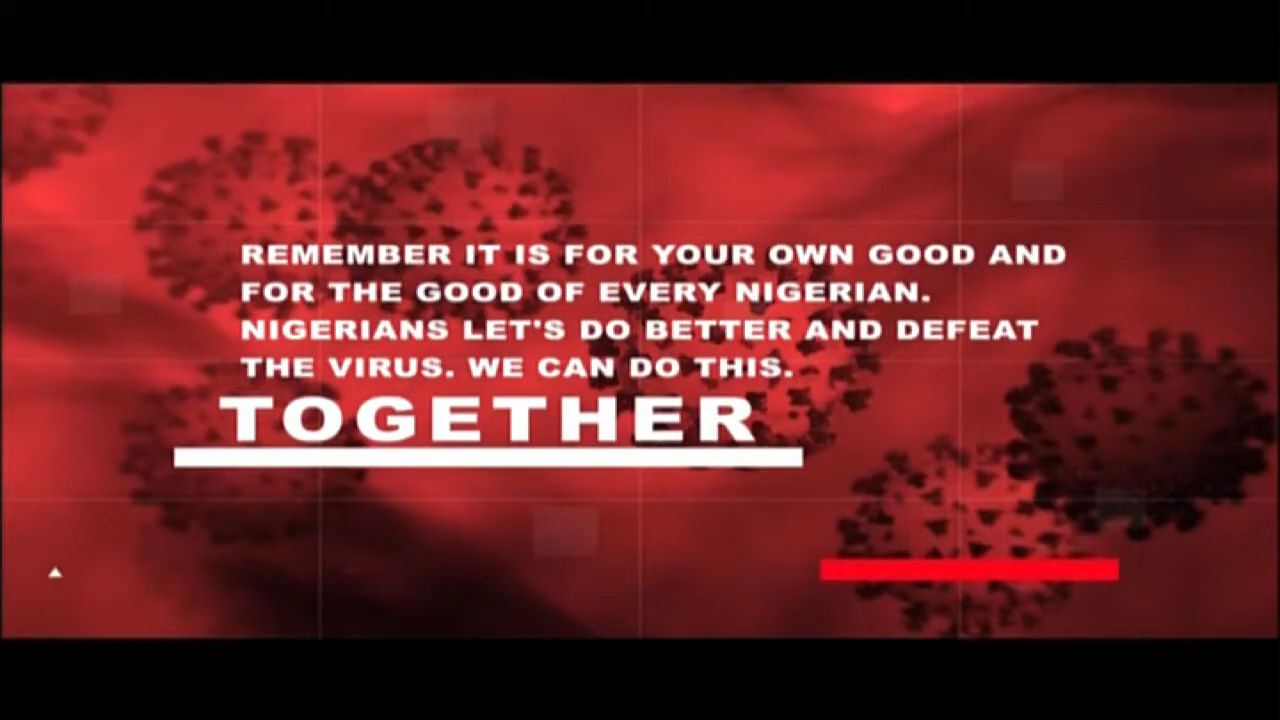 REMEMBER IT IS FOR YOUR OWN GOOD AND
FOR THE GOOD OF EVERY NIGERIAN.
NIGERIANS LET'S DO BETTER AND DEFEAT
THE VIRUS. WE CAN DO THIS.
TOGETHER